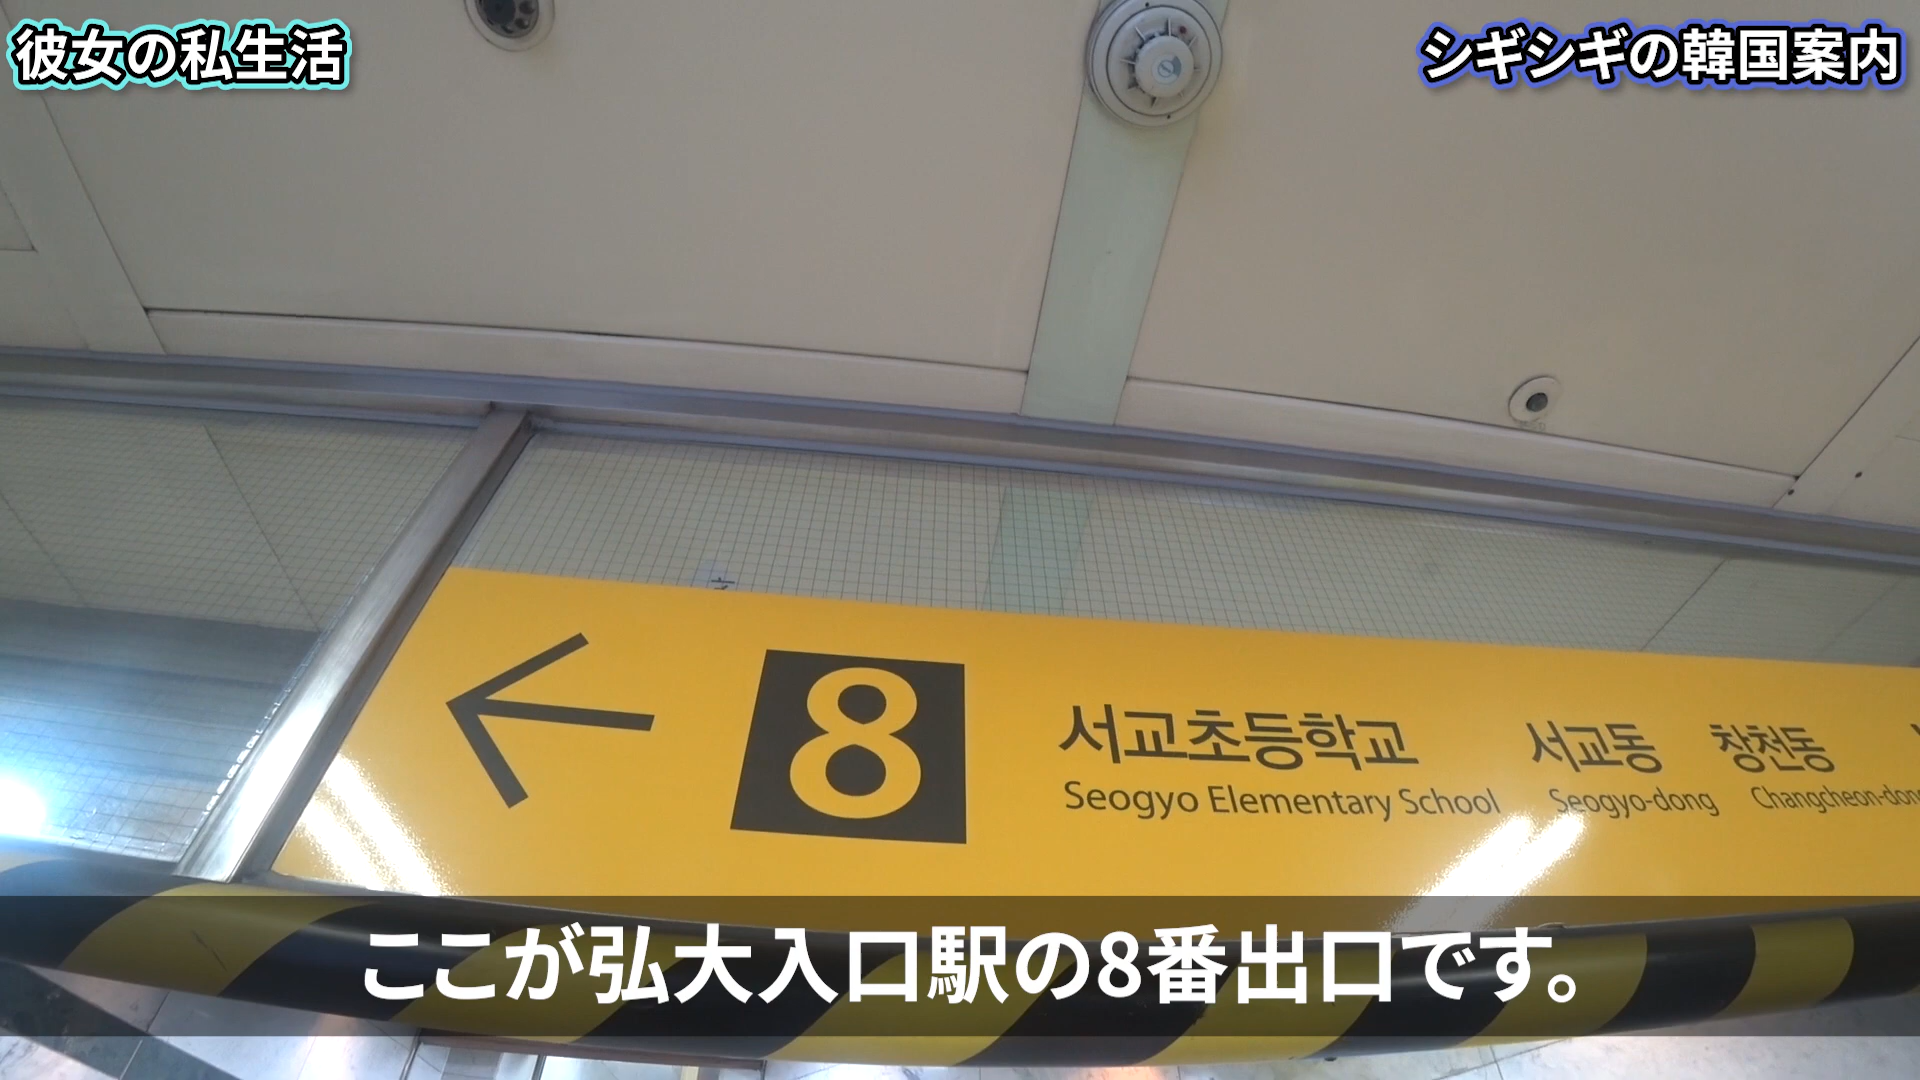 彼女の私生活
シギシギの韓国案内
8
서교초등학교 서교동 창천동
Seogyo Elementary School Seogyo-dong Changcheon-dong
ここが弘大入口駅の8番出口です。